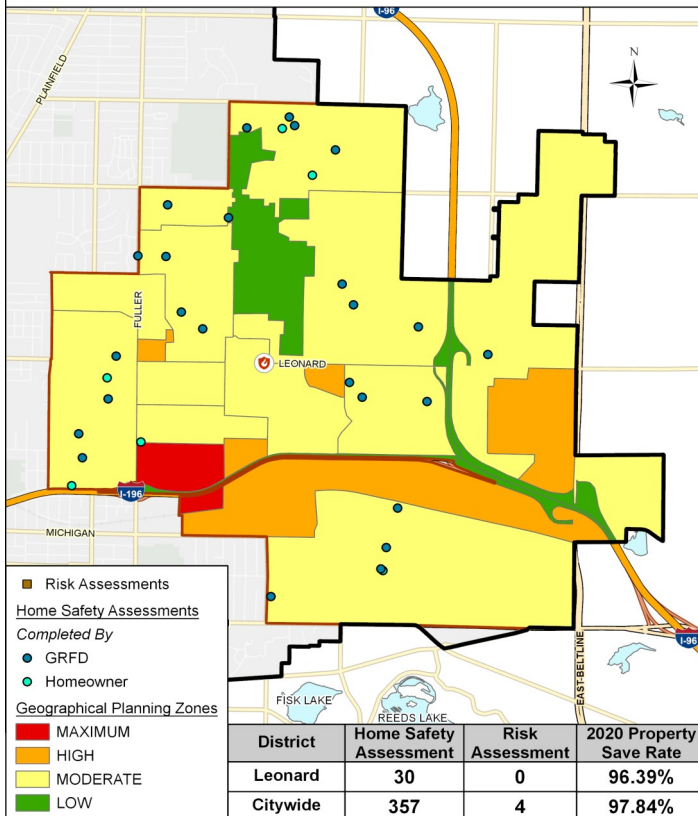 I-96
PLAINFIELD
N
FULLER
LEONARD
I-196
MICHIGAN
I-96
EAST-BELTLINE
FISK LAKE
REEDS LAKE
Risk Assessments
Home Safety Assessments
Completed By
GRFD
Homeowner
Geographical Planning Zones
MAXIMUM
HIGH
MODERATE
LOW
District Home Safety Assessment Risk Assessment 2020 Property Save Rate
Leonard 30 0 96.39%
Citywide 357 4 97.84%